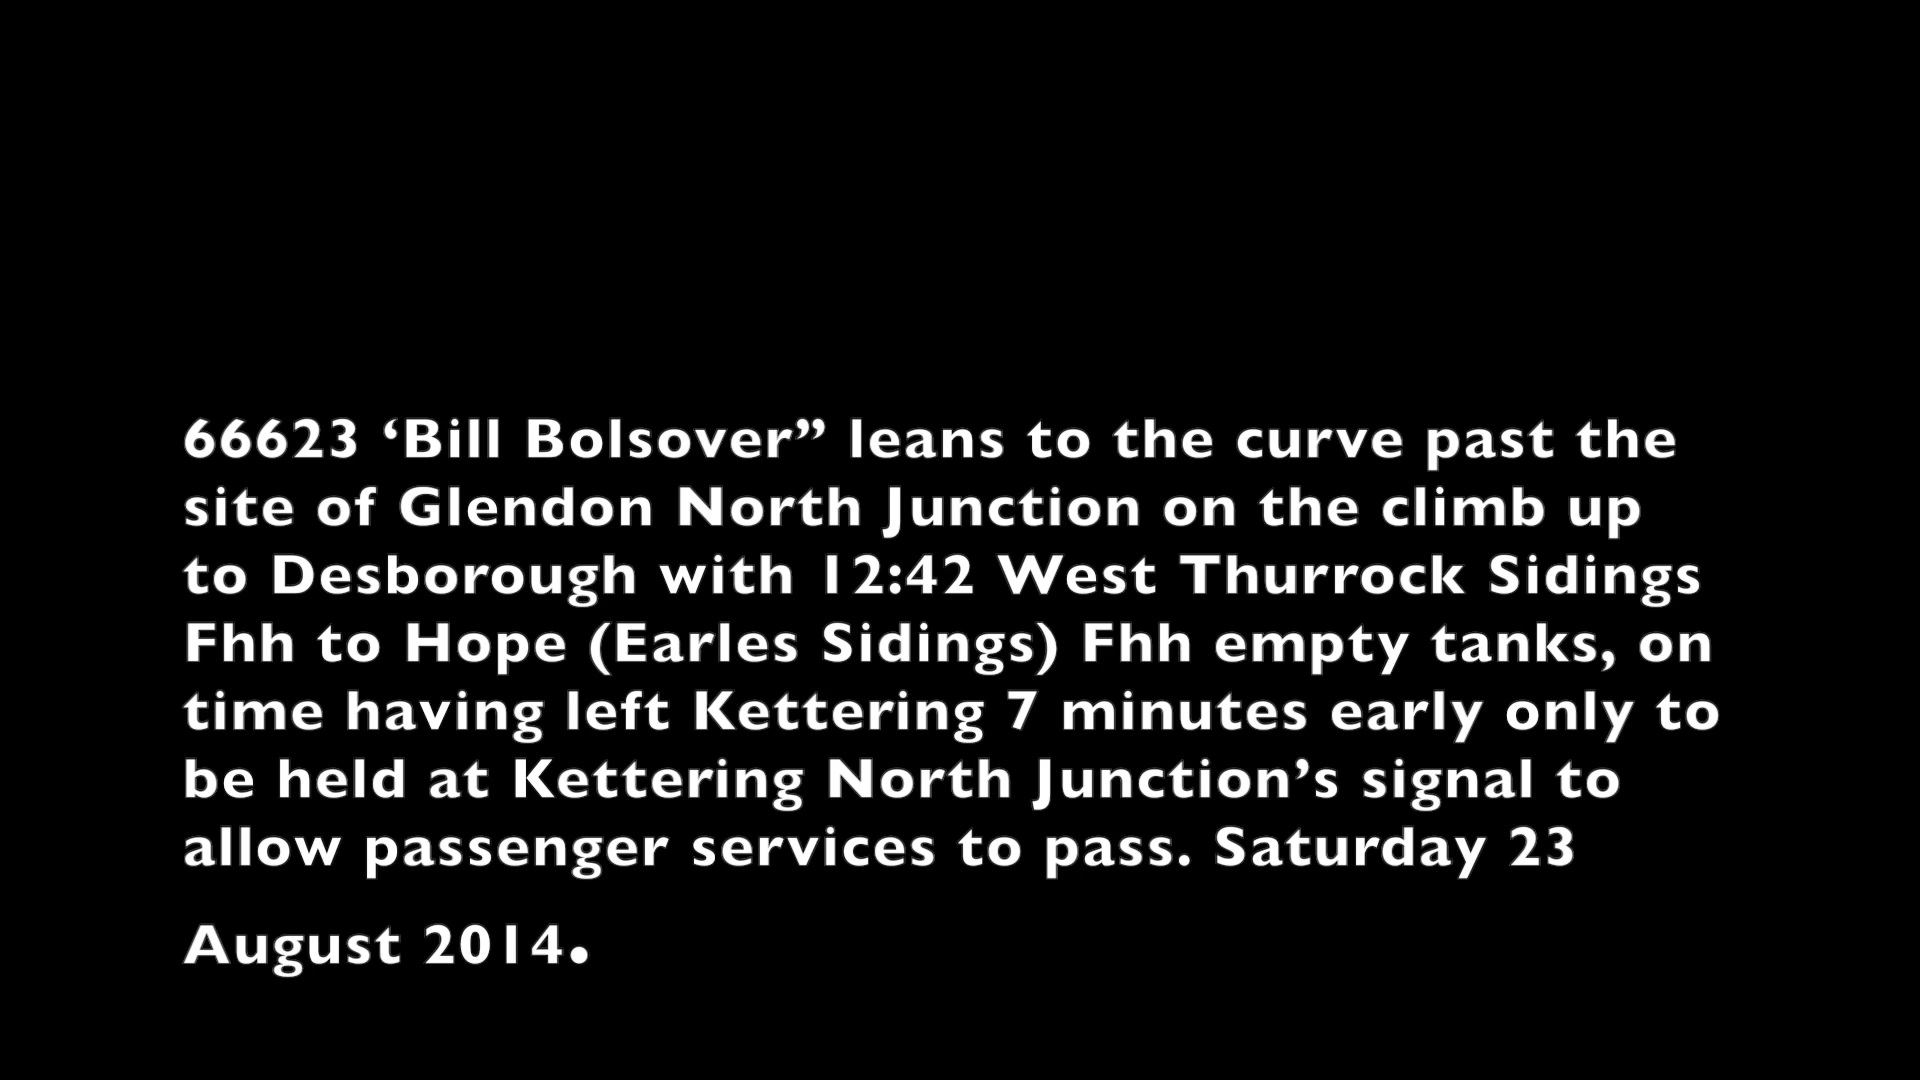 66623 ‘Bill Bolsover” leans to the curve past the
site of Glendon North Junction on the climb up
to Desborough with 12:42 West Thurrock Sidings
Fhh to Hope (Earles Sidings) Fhh empty tanks, on
time having left Kettering 7 minutes early only to
be held at Kettering North Junction’s signal to
allow passenger services to pass. Saturday 23
August 2014.